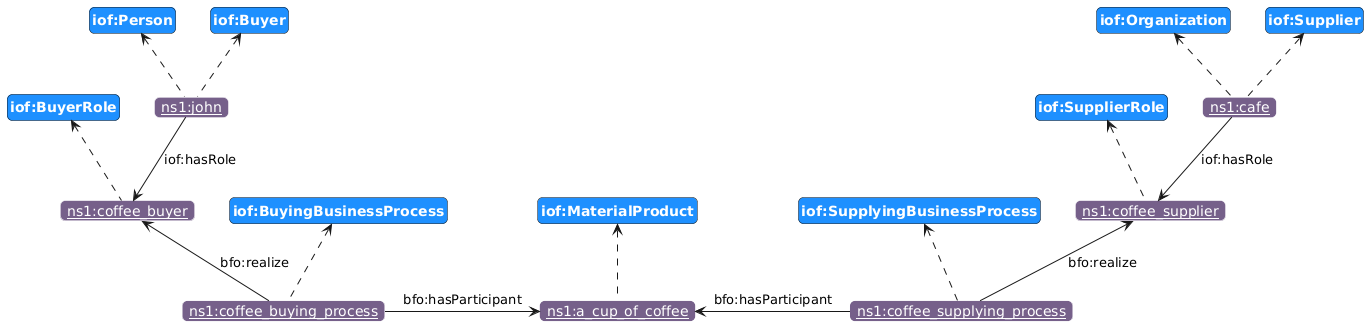 iof:Person
iof:Buyer
iof:Organization
iof:Supplier
iof:BuyerRole
ns1:john
iof:SupplierRole
ns1:cafe
iof:hasRole
iof:hasRole
ns1:coffee_buyer
iof:BuyingBusinessProcess
iof:MaterialProduct
iof:SupplyingBusinessProcess
ns1:coffee_supplier
bfo:realize
bfo:realize
ns1:coffee_buying_process
bfo:hasParticipant
ns1:a_cup_of_coffee
bfo:hasParticipant
ns1:coffee_supplying_process